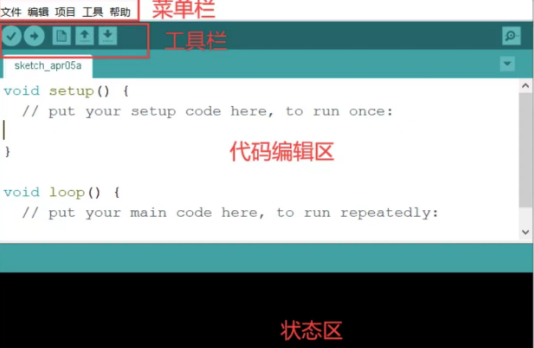 文件 编辑 项目 工具 帮助
菜单栏
工具栏
sketch_apr05a
void setup() {
  // put your setup code here, to run once:
}
代码编辑区
void loop() {
  // put your main code here, to run repeatedly:
状态区